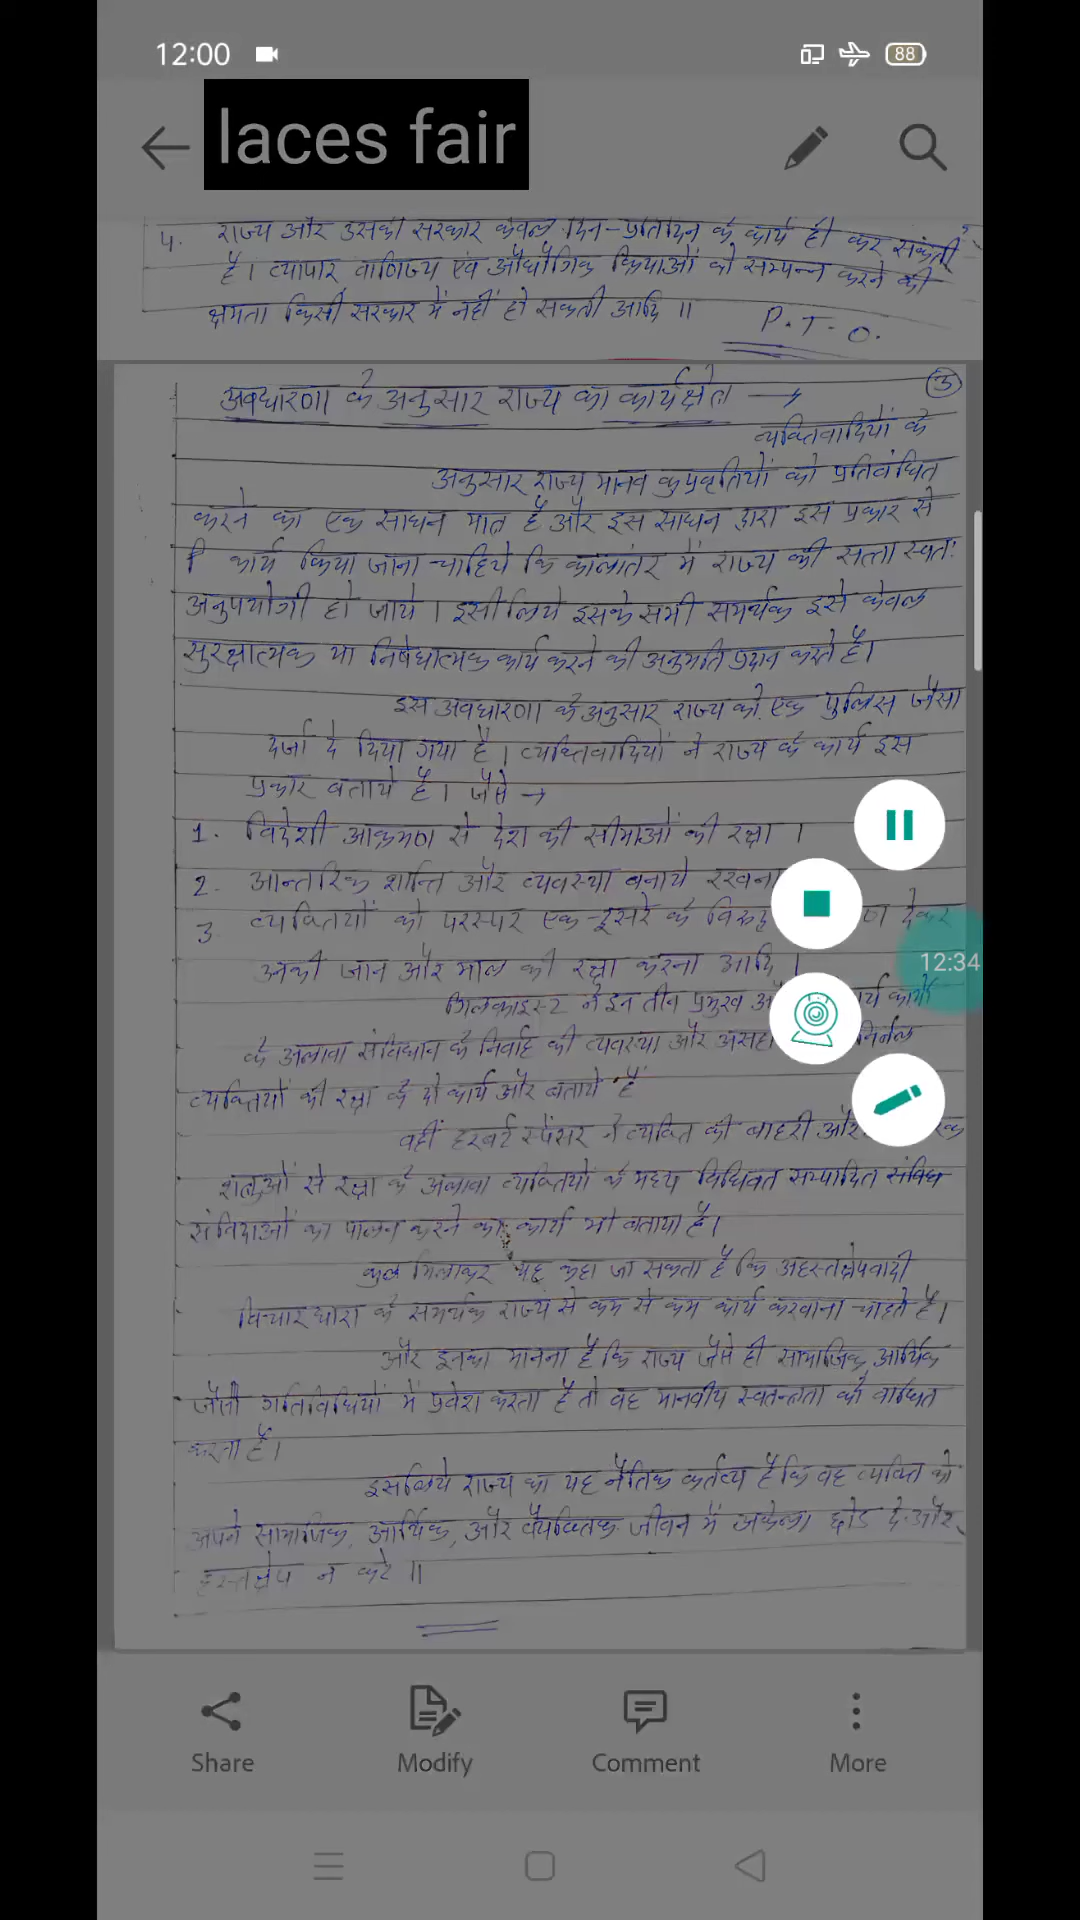 12:00
88
laces fair
4. राज्य और उसकी सरकार केवल दिन-प्रतिदिन के कार्य ही कर सकती
है। व्यापार, वाणिज्य एवं औद्योगिक क्रियाओं को सम्पन्न करने की
क्षमता किसी सरकार में नहीं हो सकती आदि ॥
P.T.O.
3
अवधारणा के अनुसार राज्य का कार्यक्षेत्र →
व्यक्तिवादियों के
अनुसार राज्य मानव कुप्रवृतियों को प्रतिबंधित
करने का एक साधन मात्र है और इस साधन द्वारा इस प्रकार से
कार्य किया जाना चाहिये कि कालांतर में राज्य की सत्ता स्वतः
अनुपयोगी हो जाये। इसीलिये इसके सभी समर्थक इसे केवल
सुरक्षात्मक या निषेधात्मक कार्य करने की अनुमति प्रदान करते हैं।
इस अवधारणा के अनुसार राज्य को एक पुलिस जैसा
दर्जा दे दिया गया है। व्यक्तिवादियों ने राज्य के कार्य इस
प्रकार बताये है। जैसे →
1. विदेशी आक्रमण से देश की सीमाओं की रक्षा।
2. आन्तरिक शान्ति और व्यवस्था बनाये रखना
3. व्यक्तियों को परस्पर एक-दूसरे के विरुद्ध देकर
उनकी जान और माल की रक्षा करना आदि।
12:34
गिलक्राइस्ट ने इन तीन प्रमुख कार्यों
के अलावा संविधान के निर्वाह की व्यवस्था और निर्बल
व्यक्तियों की रक्षा के दो कार्य और बताये हैं
वहीं हरबर्ट स्पेंसर ने व्यक्ति की बाहरी और
शत्रुओं से रक्षा के अलावा व्यक्तियों के मध्य विधिवत सम्पादित संविध
संविदाओं का पालन करने का कार्य भी बताया है।
कुल मिलाकर यह कहा जा सकता है कि अहस्तक्षेपवादी
विचारधारा के समर्थक राज्य से कम से कम कार्य करवाना चाहते है।
और इनका मानना है कि राज्य जैसे ही सामाजिक, आर्थिक
जैसी गतिविधियों में प्रवेश करता है तो वह मानवीय स्वतन्त्रता को बाधित
करता है।
इसलिये राज्य का यह नैतिक कर्तव्य है कि वह व्यक्ति को
अपने सामाजिक, आर्थिक, और वैयक्तिक जीवन में अकेला छोड दे और
हस्तक्षेप न करे ॥
Share Modify Comment More